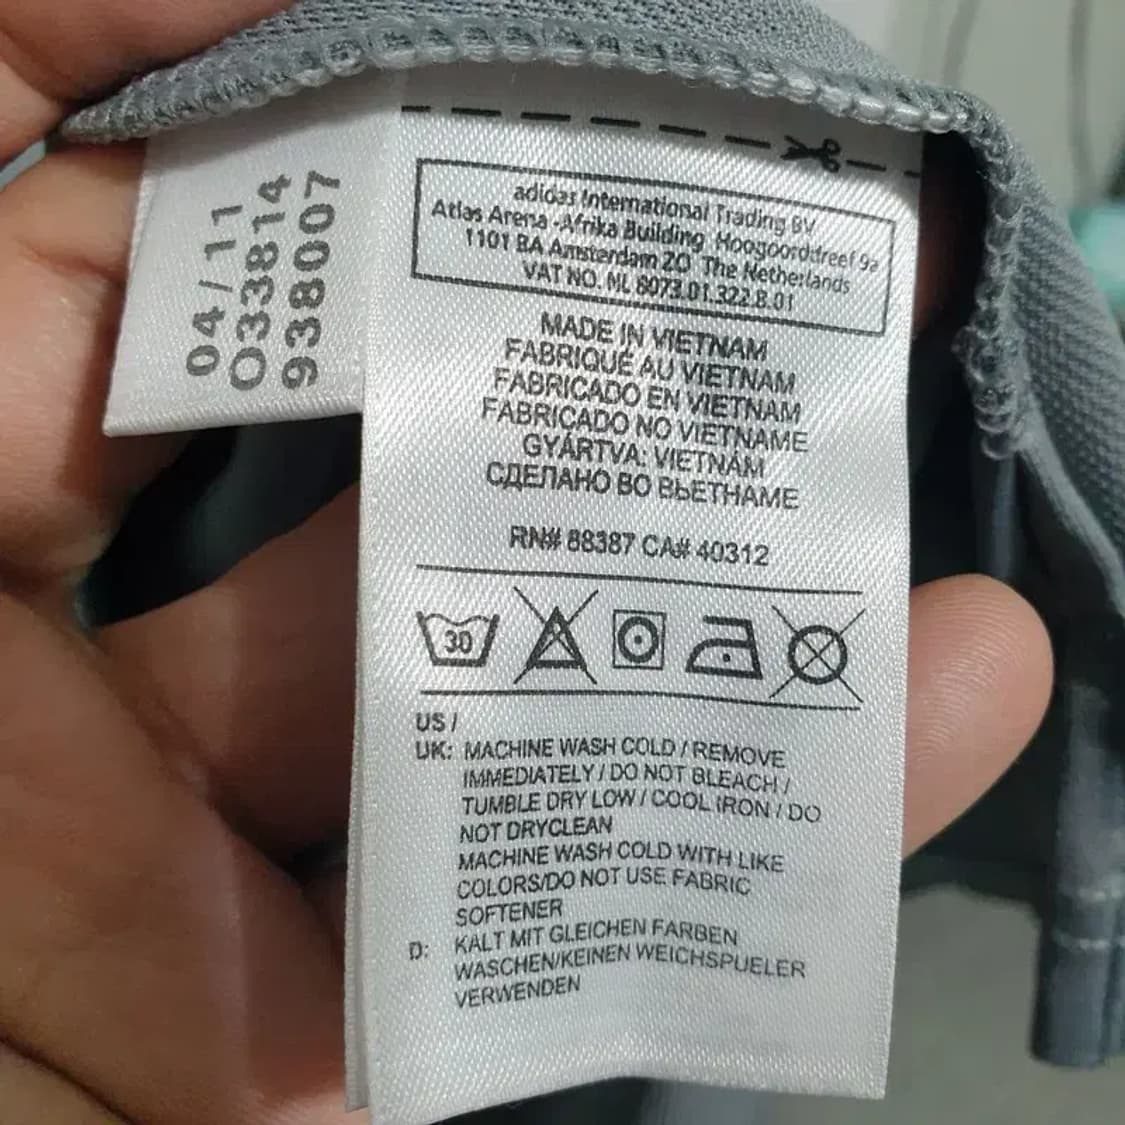 04/11
O33814
938007
adidas International Trading BV
Atlas Arena -Afrika Building Hoogoorddreef 9a
1101 BA Amsterdam ZO The Netherlands
VAT NO. NL 8073.01.322.B.01
MADE IN VIETNAM
FABRIQUÉ AU VIETNAM
FABRICADO EN VIETNAM
FABRICADO NO VIETNAME
GYÁRTVA: VIETNÁM
СДЕЛАНО ВО ВЬЕТНАМЕ
RN# 88387 CA# 40312
30
US /
UK: MACHINE WASH COLD / REMOVE
IMMEDIATELY / DO NOT BLEACH /
TUMBLE DRY LOW / COOL IRON / DO
NOT DRYCLEAN
MACHINE WASH COLD WITH LIKE
COLORS/DO NOT USE FABRIC
SOFTENER
D: KALT MIT GLEICHEN FARBEN
WASCHEN/KEINEN WEICHSPUELER
VERWENDEN